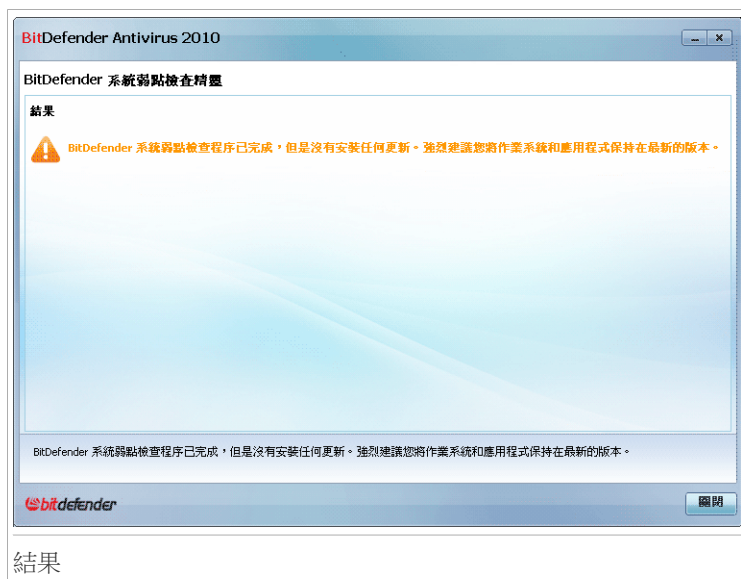 BitDefender Antivirus 2010
BitDefender 系統弱點檢查精靈
結果
BitDefender 系統弱點檢查程序已完成，但是沒有安裝任何更新。強烈建議您將作業系統和應用程式保持在最新的版本。
BitDefender 系統弱點檢查程序已完成，但是沒有安裝任何更新。強烈建議您將作業系統和應用程式保持在最新的版本。
bitdefender
關閉
結果